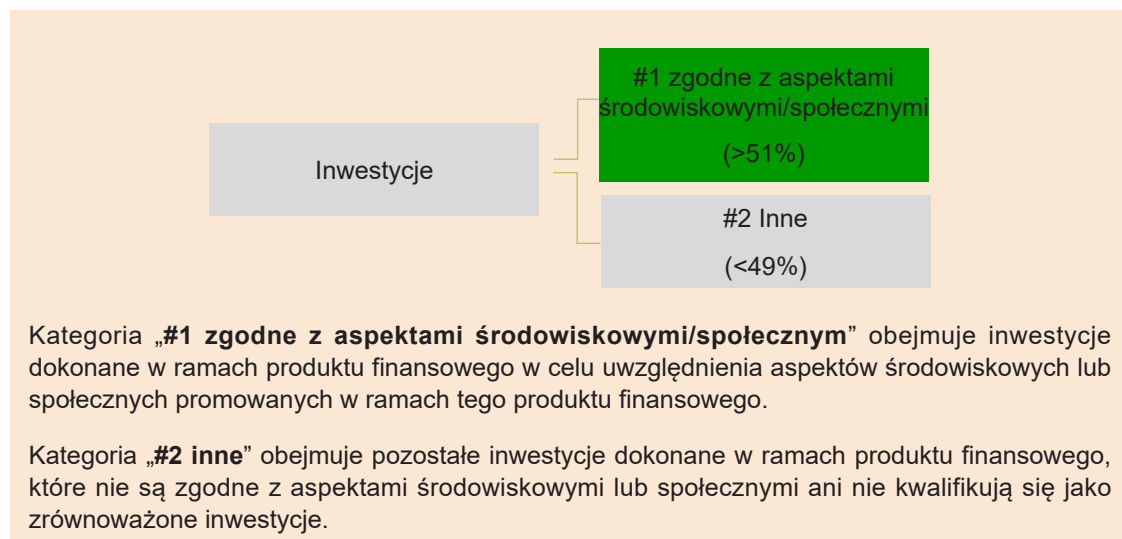 #1 zgodne z aspektami
środowiskowymi/społecznymi
(>51%)
Inwestycje
#2 Inne
(<49%)
Kategoria „#1 zgodne z aspektami środowiskowymi/społecznym” obejmuje inwestycje
dokonane w ramach produktu finansowego w celu uwzględnienia aspektów środowiskowych lub
społecznych promowanych w ramach tego produktu finansowego.
Kategoria „#2 inne” obejmuje pozostałe inwestycje dokonane w ramach produktu finansowego,
które nie są zgodne z aspektami środowiskowymi lub społecznymi ani nie kwalifikują się jako
zrównoważone inwestycje.